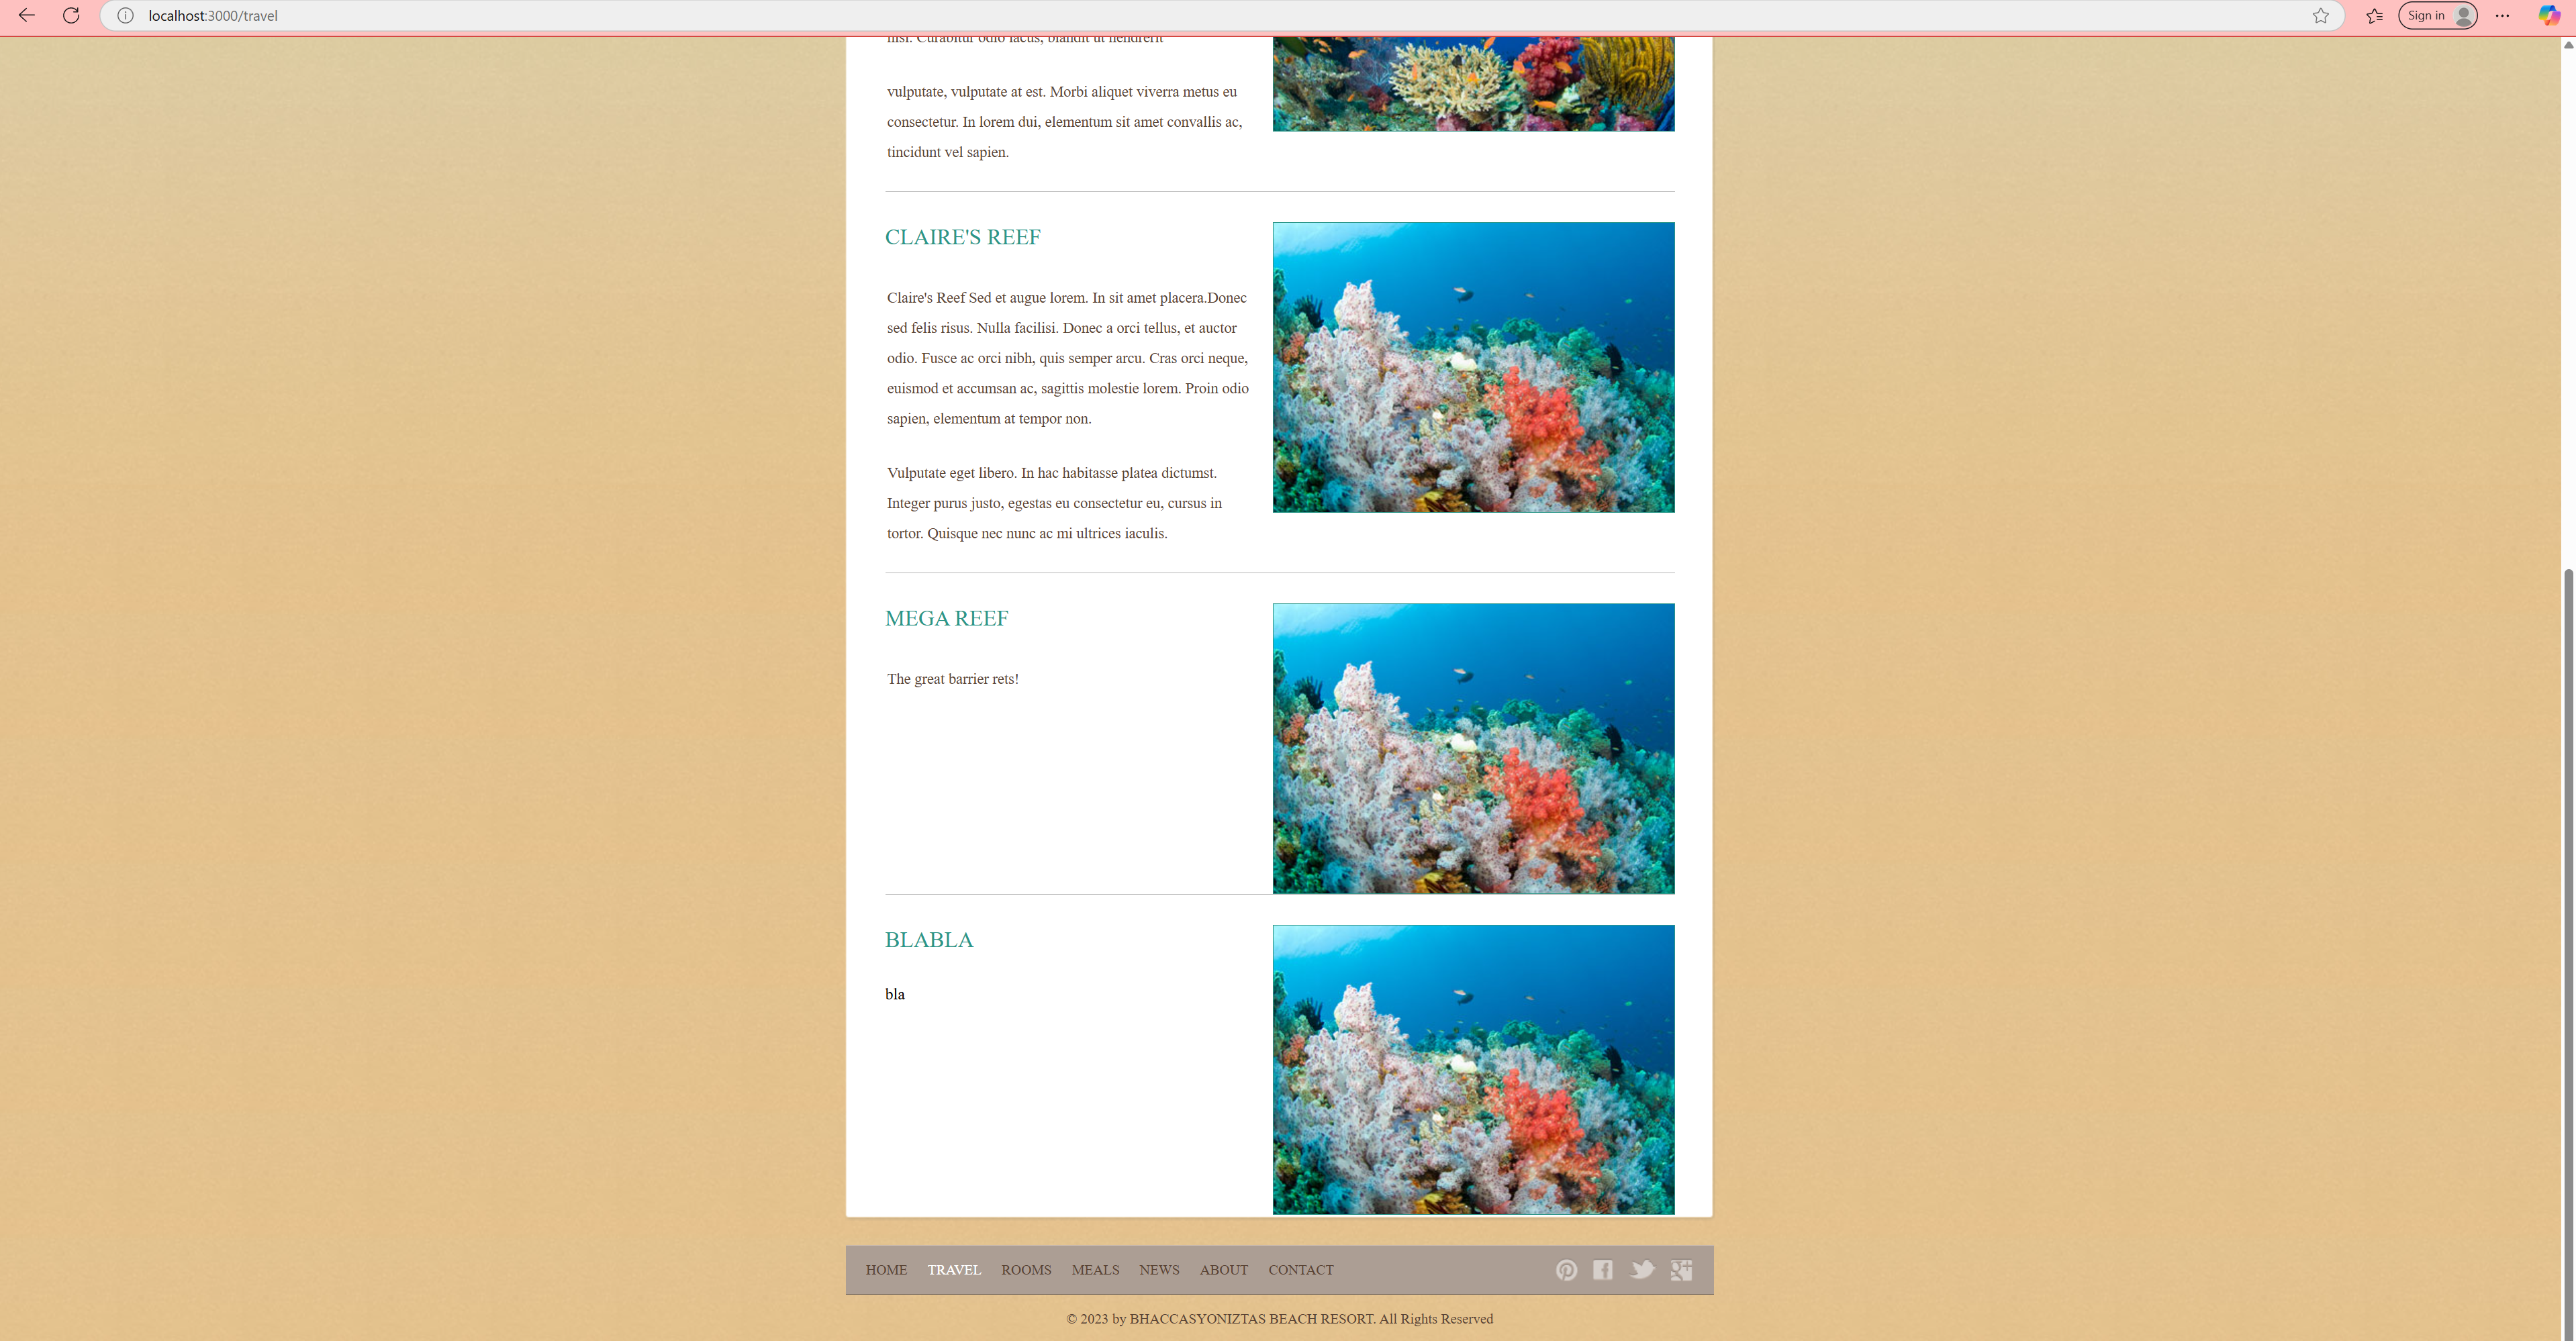 localhost:3000/travel
Sign in
nisl. Curabitur odio lacus, blandit ut hendrerit
vulputate, vulputate at est. Morbi aliquet viverra metus eu
consectetur. In lorem dui, elementum sit amet convallis ac,
tincidunt vel sapien.
CLAIRE'S REEF
Claire's Reef Sed et augue lorem. In sit amet placera.Donec
sed felis risus. Nulla facilisi. Donec a orci tellus, et auctor
odio. Fusce ac orci nibh, quis semper arcu. Cras orci neque,
euismod et accumsan ac, sagittis molestie lorem. Proin odio
sapien, elementum at tempor non.
Vulputate eget libero. In hac habitasse platea dictumst.
Integer purus justo, egestas eu consectetur eu, cursus in
tortor. Quisque nec nunc ac mi ultrices iaculis.
MEGA REEF
The great barrier rets!
BLABLA
bla
HOME TRAVEL ROOMS MEALS NEWS ABOUT CONTACT
© 2023 by BHACCASYONIZTAS BEACH RESORT. All Rights Reserved